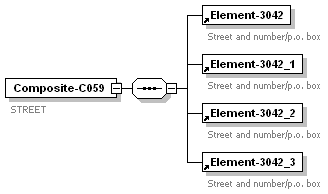 Element-3042
Street and number/p.o. box
Element-3042_1
Street and number/p.o. box
Composite-C059
STREET
Element-3042_2
Street and number/p.o. box
Element-3042_3
Street and number/p.o. box